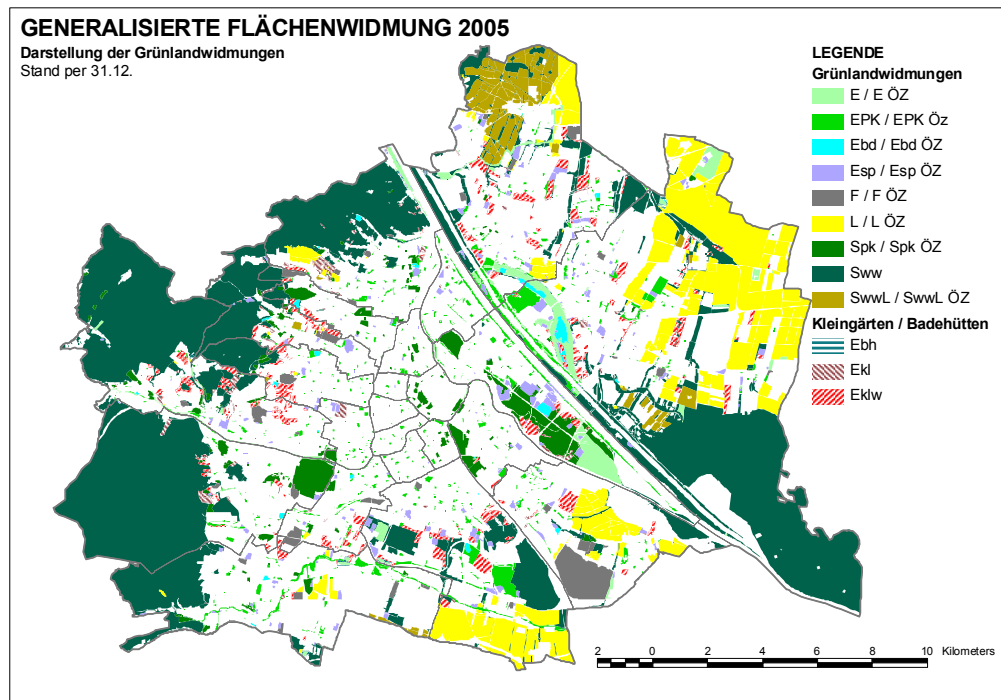 GENERALISIERTE FLÄCHENWIDMUNG 2005
Darstellung der Grünlandwidmungen
Stand per 31.12.
LEGENDE
Grünlandwidmungen
E / E ÖZ
EPK / EPK Öz
Ebd / Ebd ÖZ
Esp / Esp ÖZ
F / F ÖZ
L / L ÖZ
Spk / Spk ÖZ
Sww
SwwL / SwwL ÖZ
Kleingärten / Badehütten
Ebh
Ekl
Eklw
2 0 2 4 6 8 10 Kilometers